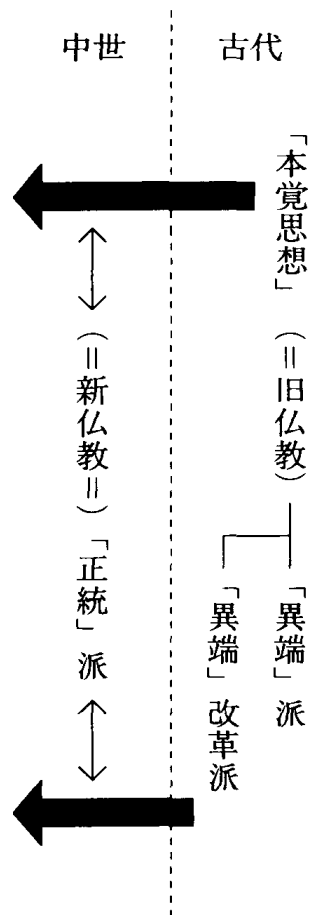 古代
中世
「本覚思想」（＝旧仏教）
「異端」派
「異端」改革派
（＝新仏教＝）「正統」派